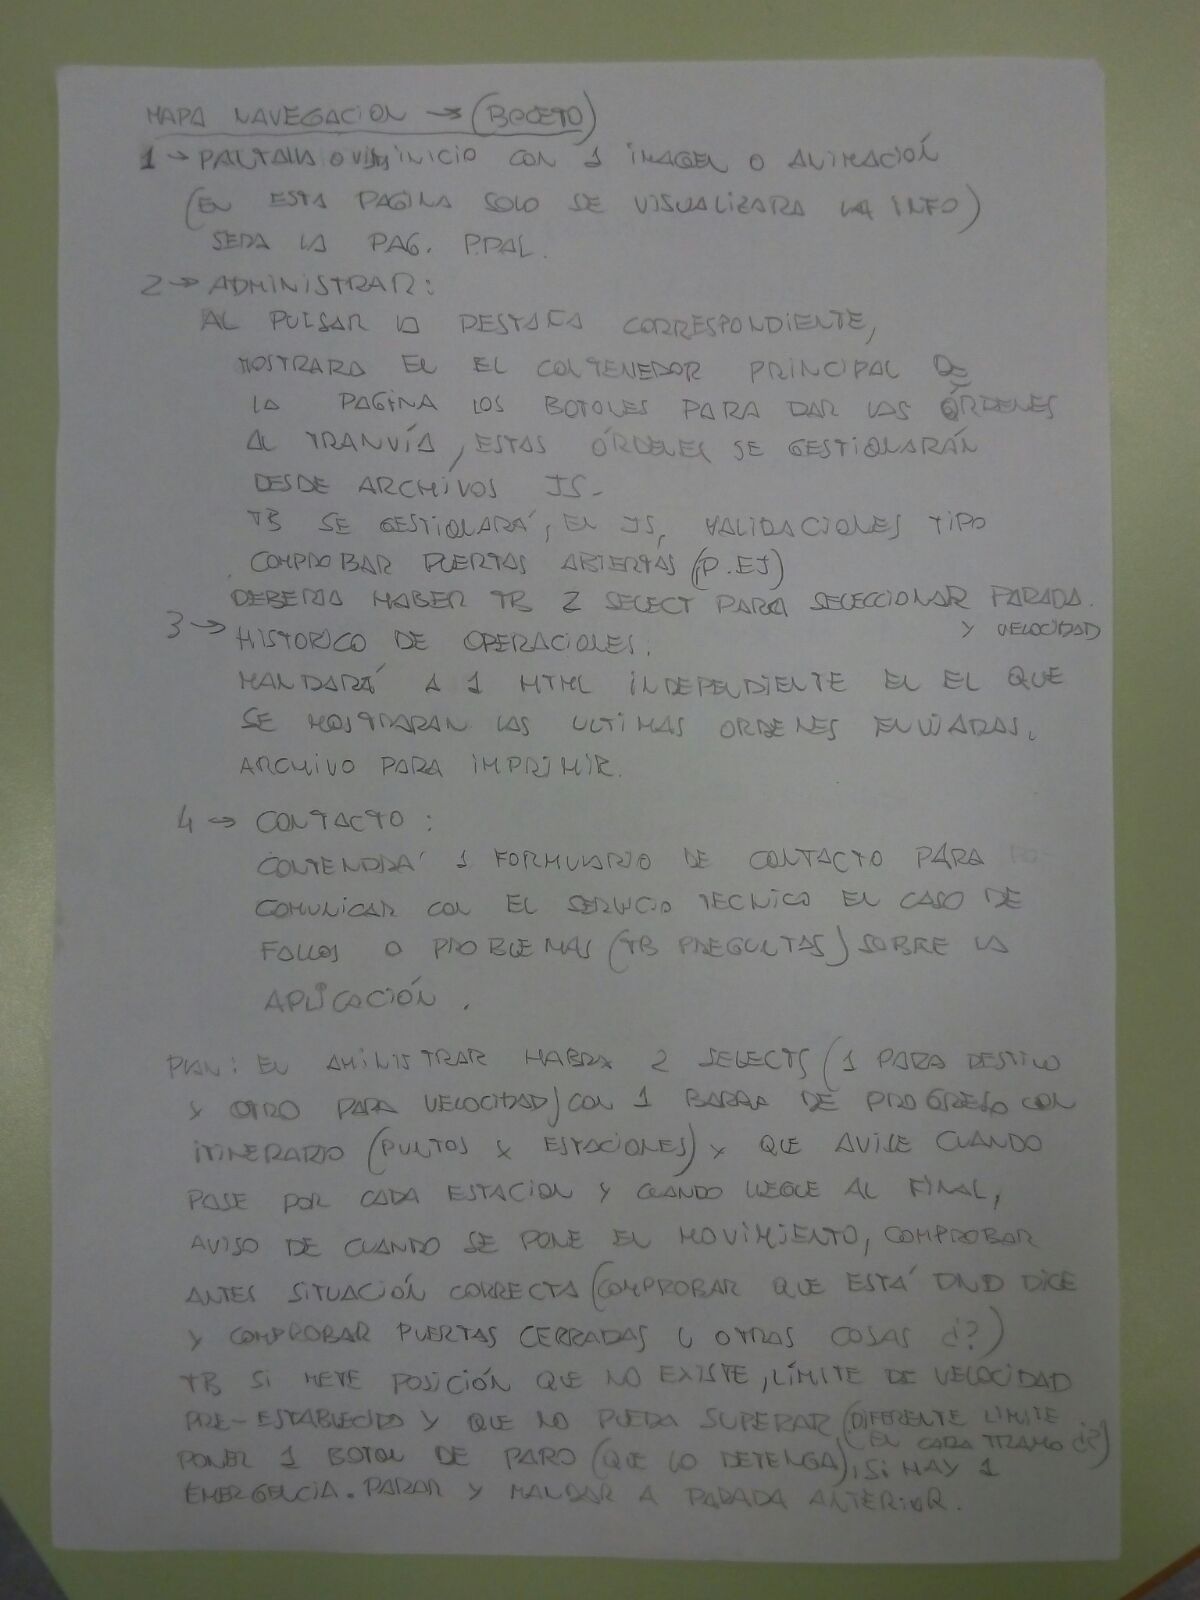 MAPA NAVEGACION → (BOCETO)
1 → PANTALLA O INICIO CON 1 IMAGEN O ANIMACIÓN
(EN ESTA PAGINA SOLO SE VISUALIZARA LA INFO)
SERA LA PAG. P.PAL.
2 → ADMINISTRAR:
AL PULSAR LA PESTAÑA CORRESPONDIENTE,
MOSTRARA EN EL CONTENEDOR PRINCIPAL DE
LA PAGINA LOS BOTONES PARA DAR LAS ÓRDENES
AL TRANVÍA, ESTAS ÓRDENES SE GESTIONARÁN
DESDE ARCHIVOS JS.
TB SE GESTIONARÁ, EN JS, VALIDACIONES TIPO
COMPROBAR PUERTAS ABIERTAS (P.EJ)
DEBERIA HABER TB 2 SELECT PARA SELECCIONAR PARADA.
Y VELOCIDAD
3 → HISTORICO DE OPERACIONES.
MANDARÁ A 1 HTML INDEPENDIENTE EN EL QUE
SE MOSTRARAN LAS ULTIMAS ORDENES ENVIADAS.
ARCHIVO PARA IMPRIMIR.
4 → CONTACTO:
CONTENDRÁ 1 FORMULARIO DE CONTACTO PARA
COMUNICAR CON EL SERVICIO TECNICO EN CASO DE
FALLOS O PROBLEMAS (TB PREGUNTAS) SOBRE LA
APLICACIÓN.
PLAN: EN AMINISTRAR HABRA 2 SELECTS (1 PARA DESTINO
Y OTRO PARA VELOCIDAD) CON 1 BARRA DE PROGRESO CON
ITINERARIO (PUNTOS X ESTACIONES) Y QUE AVISE CUANDO
PASE POR CADA ESTACION Y CUANDO LLEGUE AL FINAL,
AVISO DE CUANDO SE PONE EN MOVIMIENTO, COMPROBAR
ANTES SITUACIÓN CORRECTA (COMPROBAR QUE ESTÁ DND DICE
Y COMPROBAR PUERTAS CERRADAS U OTRAS COSAS ¿?)
TB SI METE POSICIÓN QUE NO EXISTE, LÍMITE DE VELOCIDAD
PRE-ESTABLECIDO Y QUE NO PUEDA SUPERAR (DIFERENTE LIMITE
EN CADA TRAMO ¿?)
PONER 1 BOTON DE PARO (QUE LO DETENGA), SI HAY 1
EMERGENCIA. PARAR Y MANDAR A PARADA ANTERIOR.